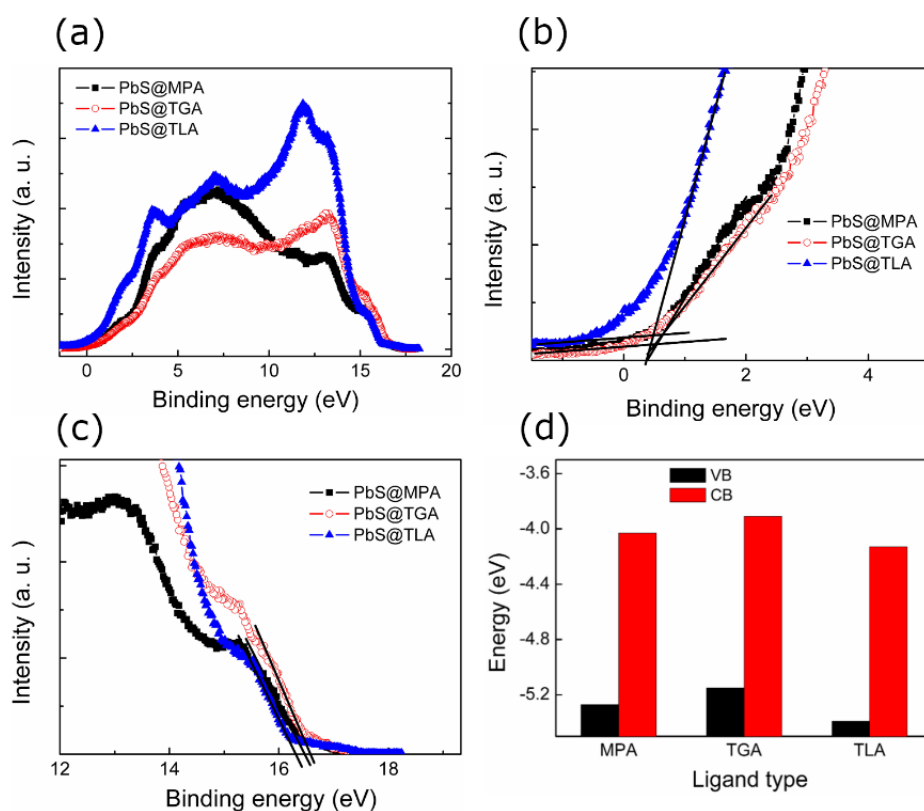 (a)
PbS@MPA
PbS@TGA
PbS@TLA
Intensity (a. u.)
0 5 10 15 20
Binding energy (eV)
(b)
PbS@MPA
PbS@TGA
PbS@TLA
Intensity (a. u.)
0 2 4
Binding energy (eV)
(c)
PbS@MPA
PbS@TGA
PbS@TLA
Intensity (a. u.)
12 14 16 18
Binding energy (eV)
(d)
VB
CB
-3.6
-4.0
-4.4
-4.8
-5.2
Energy (eV)
MPA TGA TLA
Ligand type